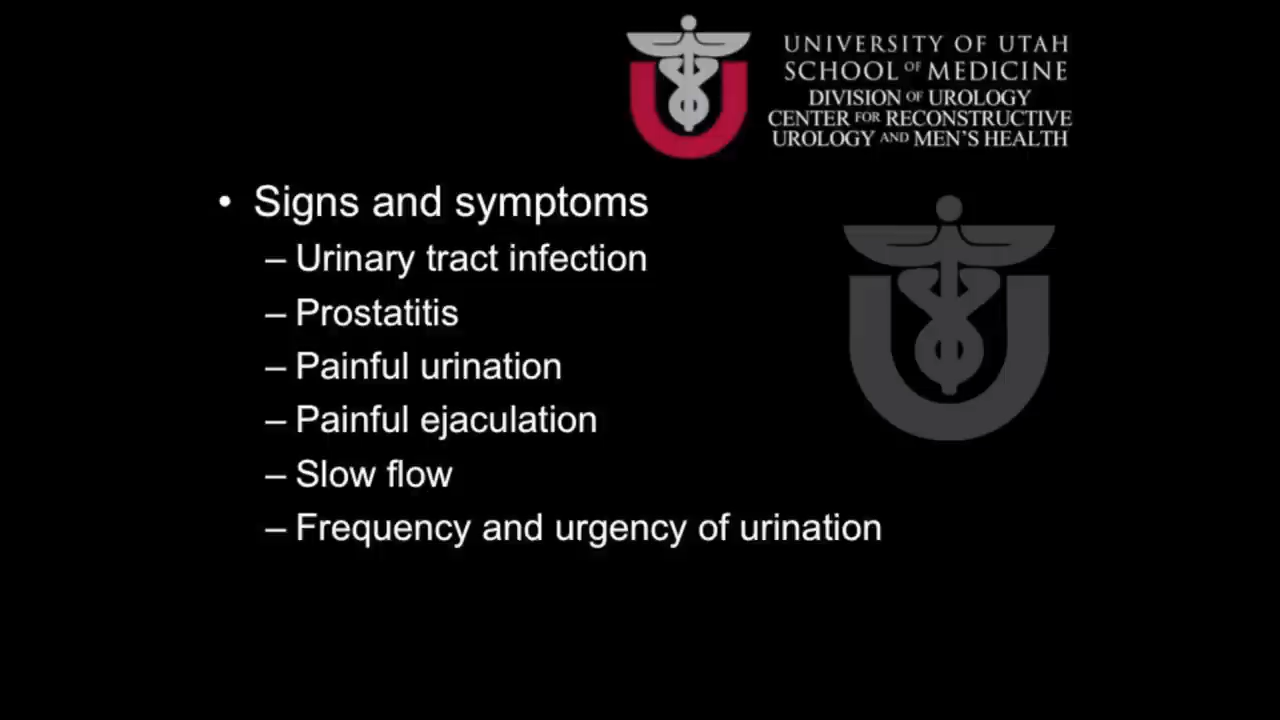 UNIVERSITY OF UTAH
SCHOOL OF MEDICINE
DIVISION OF UROLOGY
CENTER FOR RECONSTRUCTIVE
UROLOGY AND MEN'S HEALTH
• Signs and symptoms
– Urinary tract infection
– Prostatitis
– Painful urination
– Painful ejaculation
– Slow flow
– Frequency and urgency of urination